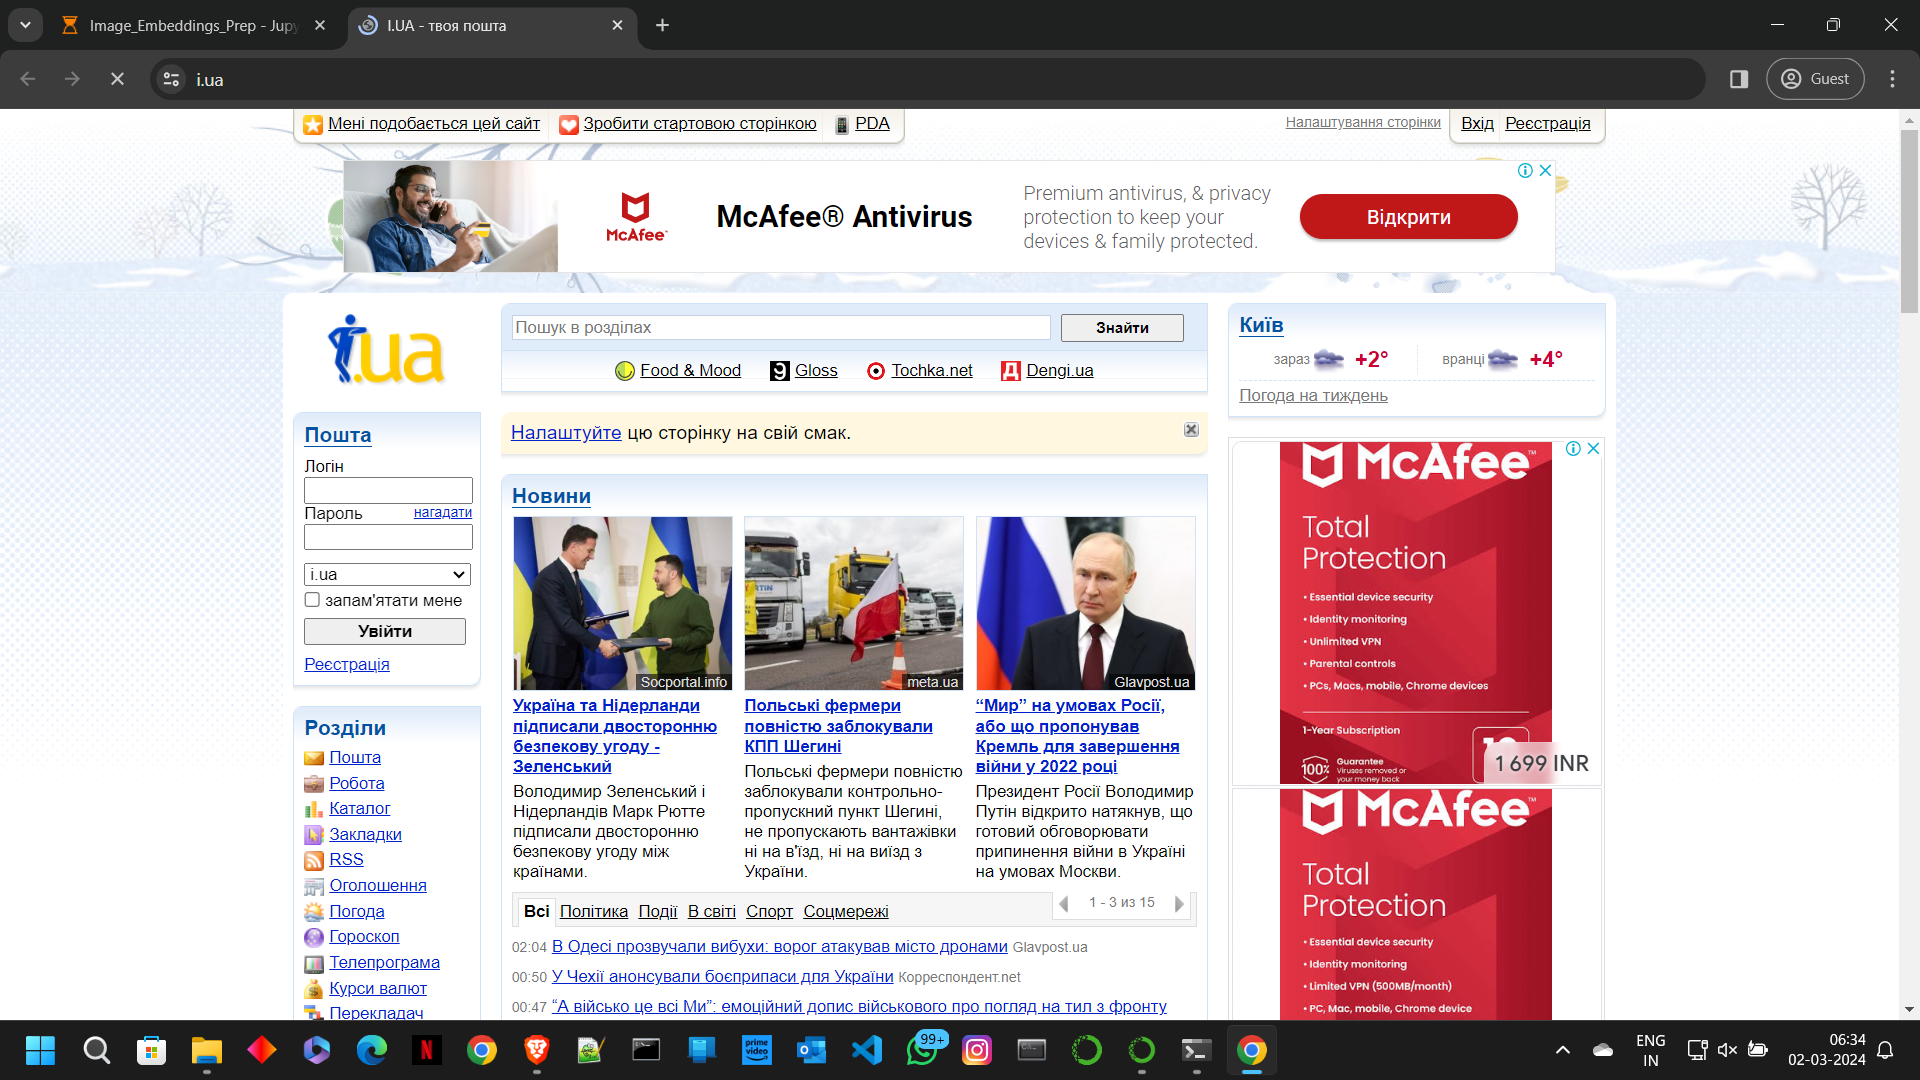 Image_Embeddings_Prep - Jupy
I.UA - твоя пошта
i.ua
Guest
Мені подобається цей сайт
Зробити стартовою сторінкою
PDA
Налаштування сторінки
Вхід
Реєстрація
McAfee
McAfee® Antivirus
Premium antivirus, & privacy
protection to keep your
devices & family protected.
Відкрити
i.ua
Пошук в розділах
Знайти
Food & Mood
Gloss
Tochka.net
Dengi.ua
Київ
зараз +2°
вранці +4°
Погода на тиждень
Пошта
Логін
Пароль нагадати
i.ua
запам'ятати мене
Увійти
Реєстрація
Розділи
Пошта
Робота
Каталог
Закладки
RSS
Оголошення
Погода
Гороскоп
Телепрограма
Курси валют
Перекладач
Налаштуйте цю сторінку на свій смак.
Новини
Socportal.info
Україна та Нідерланди
підписали двосторонню
безпекову угоду -
Зеленський
Володимир Зеленський і
Нідерландів Марк Рютте
підписали двосторонню
безпекову угоду між
країнами.
meta.ua
Польські фермери
повністю заблокували
КПП Шегині
Польські фермери повністю
заблокували контрольно-
пропускний пункт Шегині,
не пропускають вантажівки
ні на в'їзд, ні на виїзд з
України.
Glavpost.ua
“Мир” на умовах Росії,
або що пропонував
Кремль для завершення
війни у 2022 році
Президент Росії Володимир
Путін відкрито натякнув, що
готовий обговорювати
припинення війни в Україні
на умовах Москви.
Всі Політика Події В світі Спорт Соцмережі
1 - 3 из 15
02:04 В Одесі прозвучали вибухи: ворог атакував місто дронами Glavpost.ua
00:50 У Чехії анонсували боєприпаси для України Корреспондент.net
00:47 “А військо це всі Ми”: емоційний допис військового про погляд на тил з фронту
McAfee™
Total
Protection
• Essential device security
• Identity monitoring
• Unlimited VPN
• Parental controls
• PCs, Macs, mobile, Chrome devices
1-Year Subscription
100% Guarantee
Viruses removed or
your money back
1 699 INR
McAfee™
Total
Protection
• Essential device security
• Identity monitoring
• Limited VPN (500MB/month)
• PC, Mac, mobile, Chrome device
prime
video
99+
ENG
IN
06:34
02-03-2024